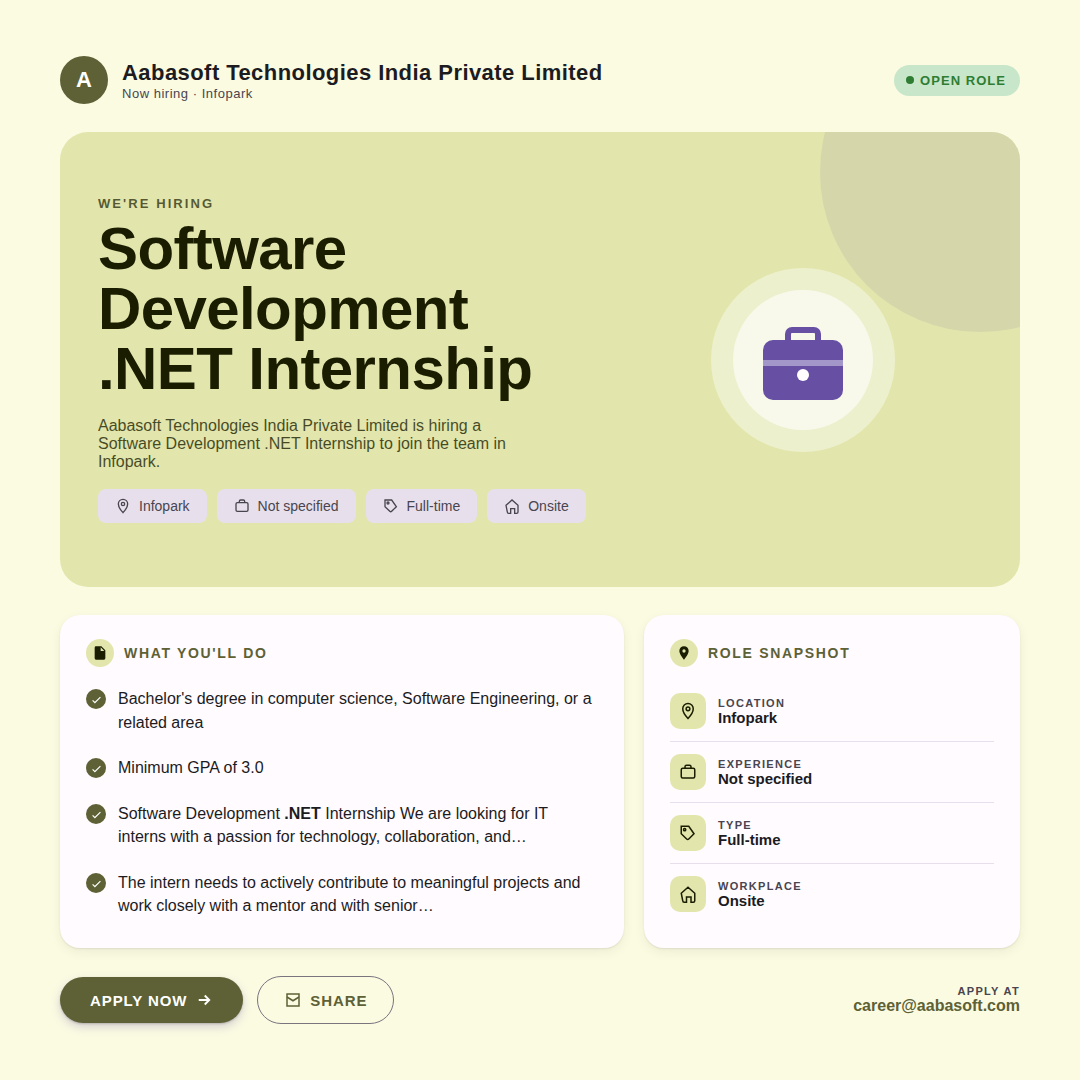 A
Aabasoft Technologies India Private Limited
Now hiring · Infopark
OPEN ROLE
WE'RE HIRING
Software
Development
.NET Internship
Aabasoft Technologies India Private Limited is hiring a
Software Development .NET Internship to join the team in
Infopark.
Infopark
Not specified
Full-time
Onsite
WHAT YOU'LL DO
Bachelor's degree in computer science, Software Engineering, or a
related area
Minimum GPA of 3.0
Software Development .NET Internship We are looking for IT
interns with a passion for technology, collaboration, and…
The intern needs to actively contribute to meaningful projects and
work closely with a mentor and with senior…
ROLE SNAPSHOT
LOCATION
Infopark
EXPERIENCE
Not specified
TYPE
Full-time
WORKPLACE
Onsite
APPLY NOW
SHARE
APPLY AT
career@aabasoft.com